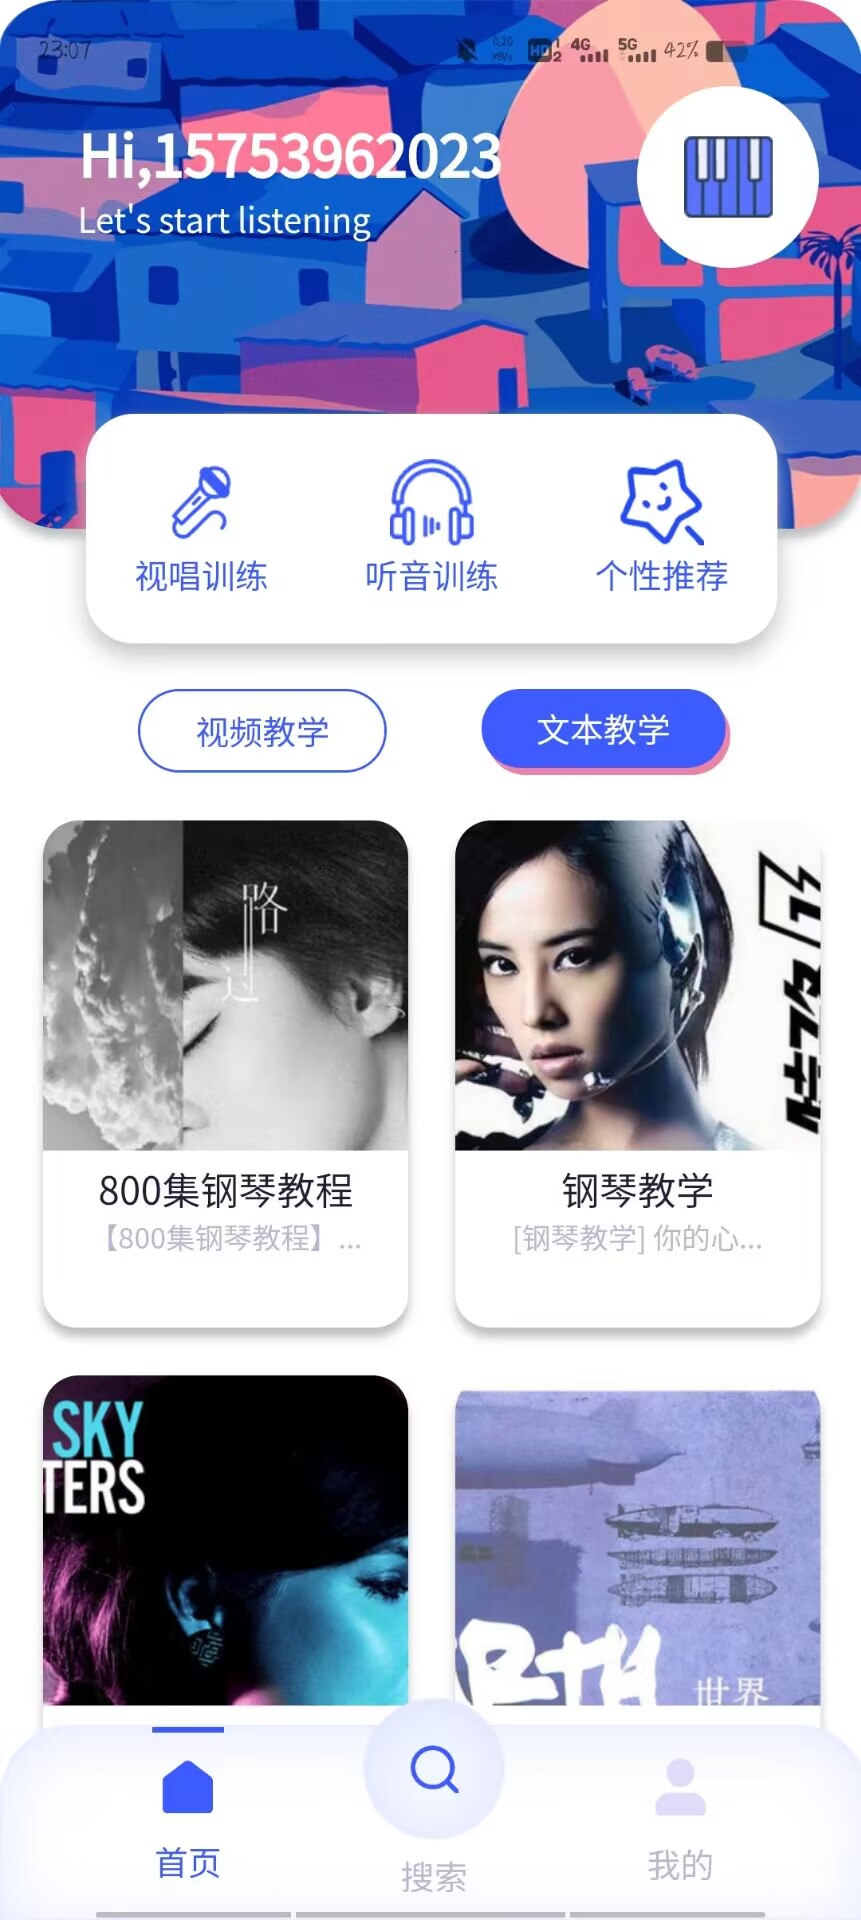 23:07
0.20
KB/s
HD 1 2
4G
5G
42%
Hi,15753962023
Let's start listening
视唱训练
听音训练
个性推荐
视频教学
文本教学
路过
800集钢琴教程
【800集钢琴教程】...
钢琴教学
[钢琴教学] 你的心...
SKY
TERS
世界
首页
搜索
我的